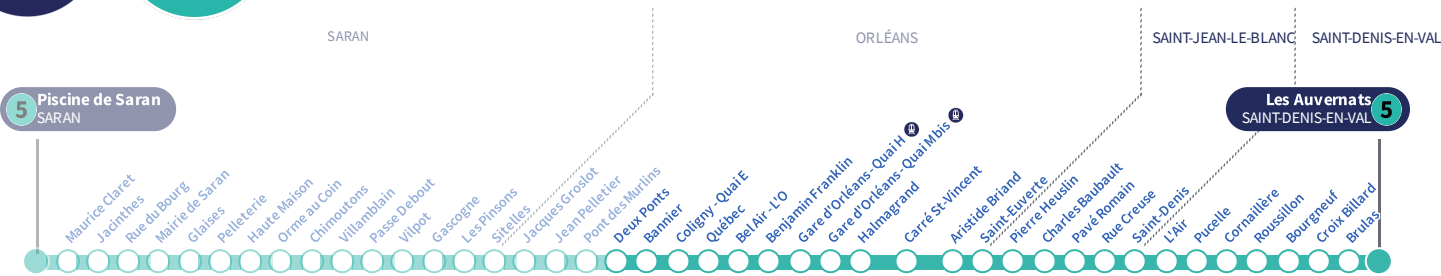 SARAN
ORLÉANS
SAINT-JEAN-LE-BLANC
SAINT-DENIS-EN-VAL
5
Piscine de Saran
SARAN
Les Auvernats
SAINT-DENIS-EN-VAL
5
Maurice Claret
Jacinthes
Rue du Bourg
Mairie de Saran
Glaises
Pelleterie
Haute Maison
Orme au Coin
Chimoutons
Villamblain
Passe Debout
Vilpot
Gascogne
Les Pinsons
Sitelles
Jacques Groslot
Jean Pelletier
Pont des Murlins
Deux Ponts
Bannier
Coligny - Quai E
Québec
Bel Air - L'O
Benjamin Franklin
Gare d'Orléans - Quai H
Gare d'Orléans - Quai M bis
Halmagrand
Carré St-Vincent
Aristide Briand
Saint-Euverte
Pierre Heuslin
Charles Baubault
Pavé Romain
Rue Creuse
Saint-Denis
L'Air
Pucelle
Cornaillère
Roussillon
Bourgneuf
Croix Billard
Brulas